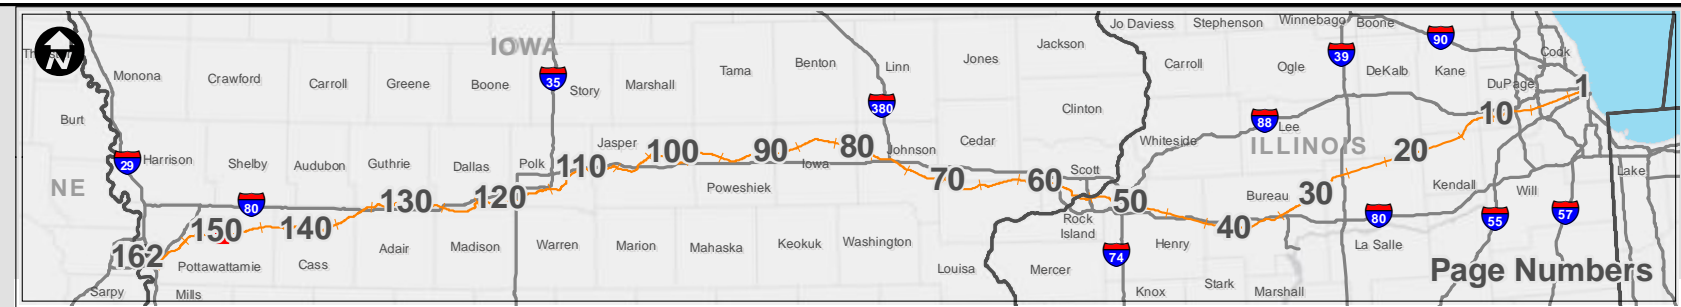 Jo Daviess Stephenson Winnebago Boone
IOWA
Jackson
N
Monona Crawford Carroll Greene Boone 35 Story Marshall Tama Benton Linn Jones Carroll Ogle 39 DeKalb 90 Kane Cook
DuPage 1
380 Clinton
Burt 88 Lee 10
Harrison Shelby Audubon Guthrie Dallas Polk Jasper 100 90 80 Johnson Cedar Whiteside ILLINOIS 20
29 110 Iowa Scott Lake
NE 80 130 120 Poweshiek 70 60 50 Bureau 30 Kendall Will
150 140 Rock Island 40 80 55 57
162 Adair Madison Warren Marion Mahaska Keokuk Washington Henry La Salle
Pottawattamie Cass Louisa Mercer 74 Page Numbers
Sarpy Mills Knox Stark Marshall